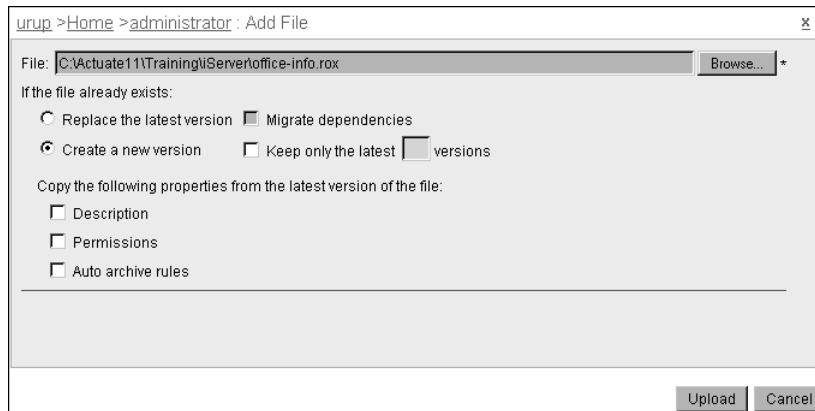 urup >Home >administrator : Add File x
File: C:\Actuate11\Training\iServer\office-info.rox Browse... *
If the file already exists:
Replace the latest version Migrate dependencies
Create a new version Keep only the latest versions
Copy the following properties from the latest version of the file:
Description
Permissions
Auto archive rules
Upload Cancel